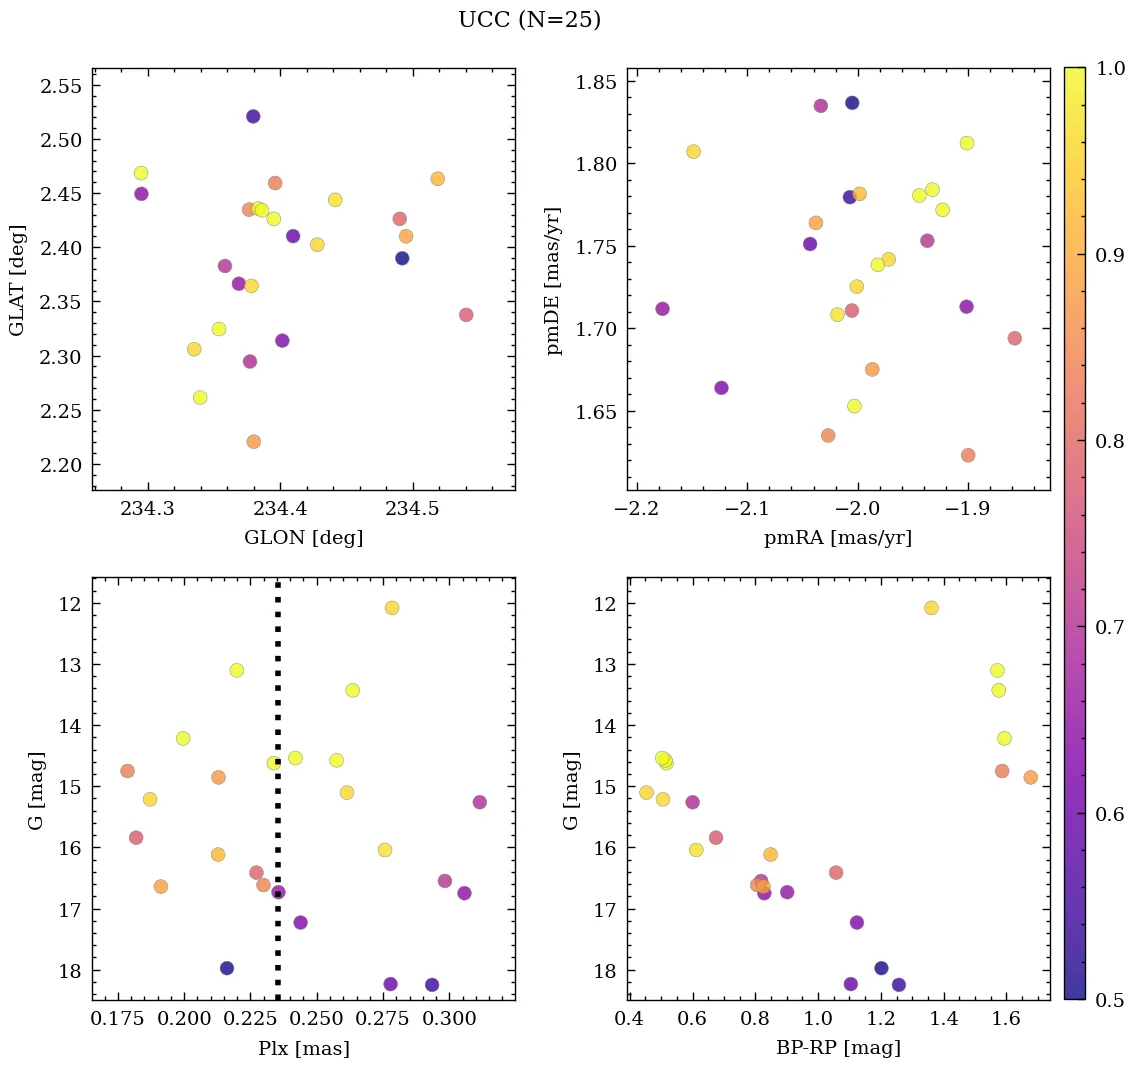 UCC (N=25)
2.55
2.50
2.45
2.40
2.35
2.30
2.25
2.20
GLAT [deg]
234.3 234.4 234.5
GLON [deg]
1.85
1.80
1.75
1.70
1.65
pmDE [mas/yr]
−2.2 −2.1 −2.0 −1.9
pmRA [mas/yr]
1.0
0.9
0.8
0.7
0.6
0.5
12
13
14
15
16
17
18
G [mag]
0.175 0.200 0.225 0.250 0.275 0.300
Plx [mas]
12
13
14
15
16
17
18
G [mag]
0.4 0.6 0.8 1.0 1.2 1.4 1.6
BP-RP [mag]